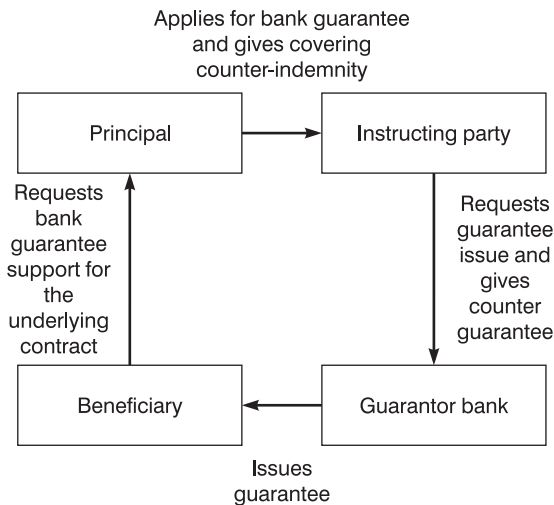 Applies for bank guarantee
and gives covering
counter-indemnity
Principal
Instructing party
Requests
bank
guarantee
support for
the
underlying
contract
Requests
guarantee
issue and
gives
counter
guarantee
Beneficiary
Guarantor bank
Issues
guarantee